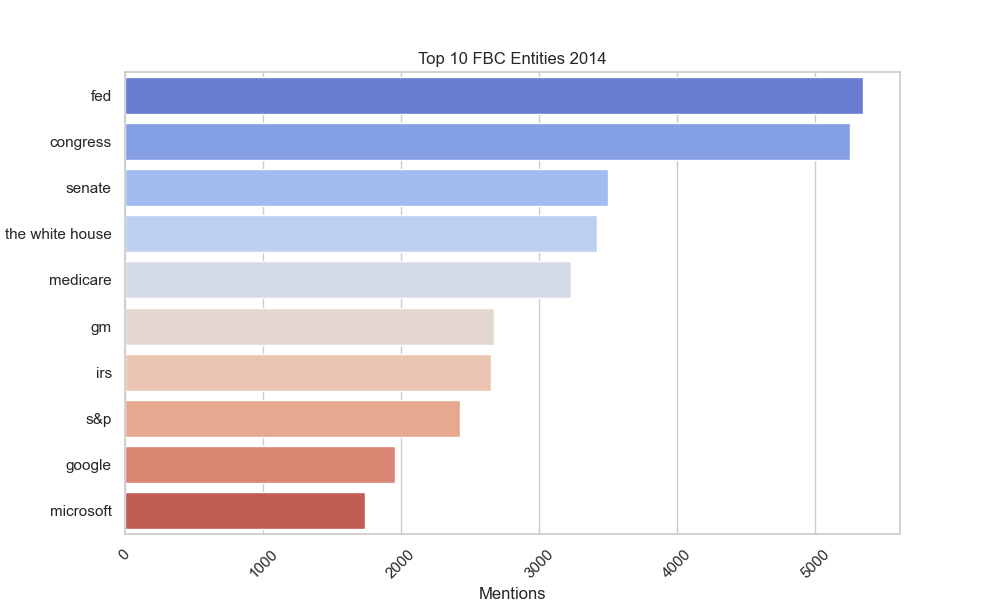 Top 10 FBC Entities 2014
fed
congress
senate
the white house
medicare
gm
irs
s&p
google
microsoft
0 1000 2000 3000 4000 5000
Mentions